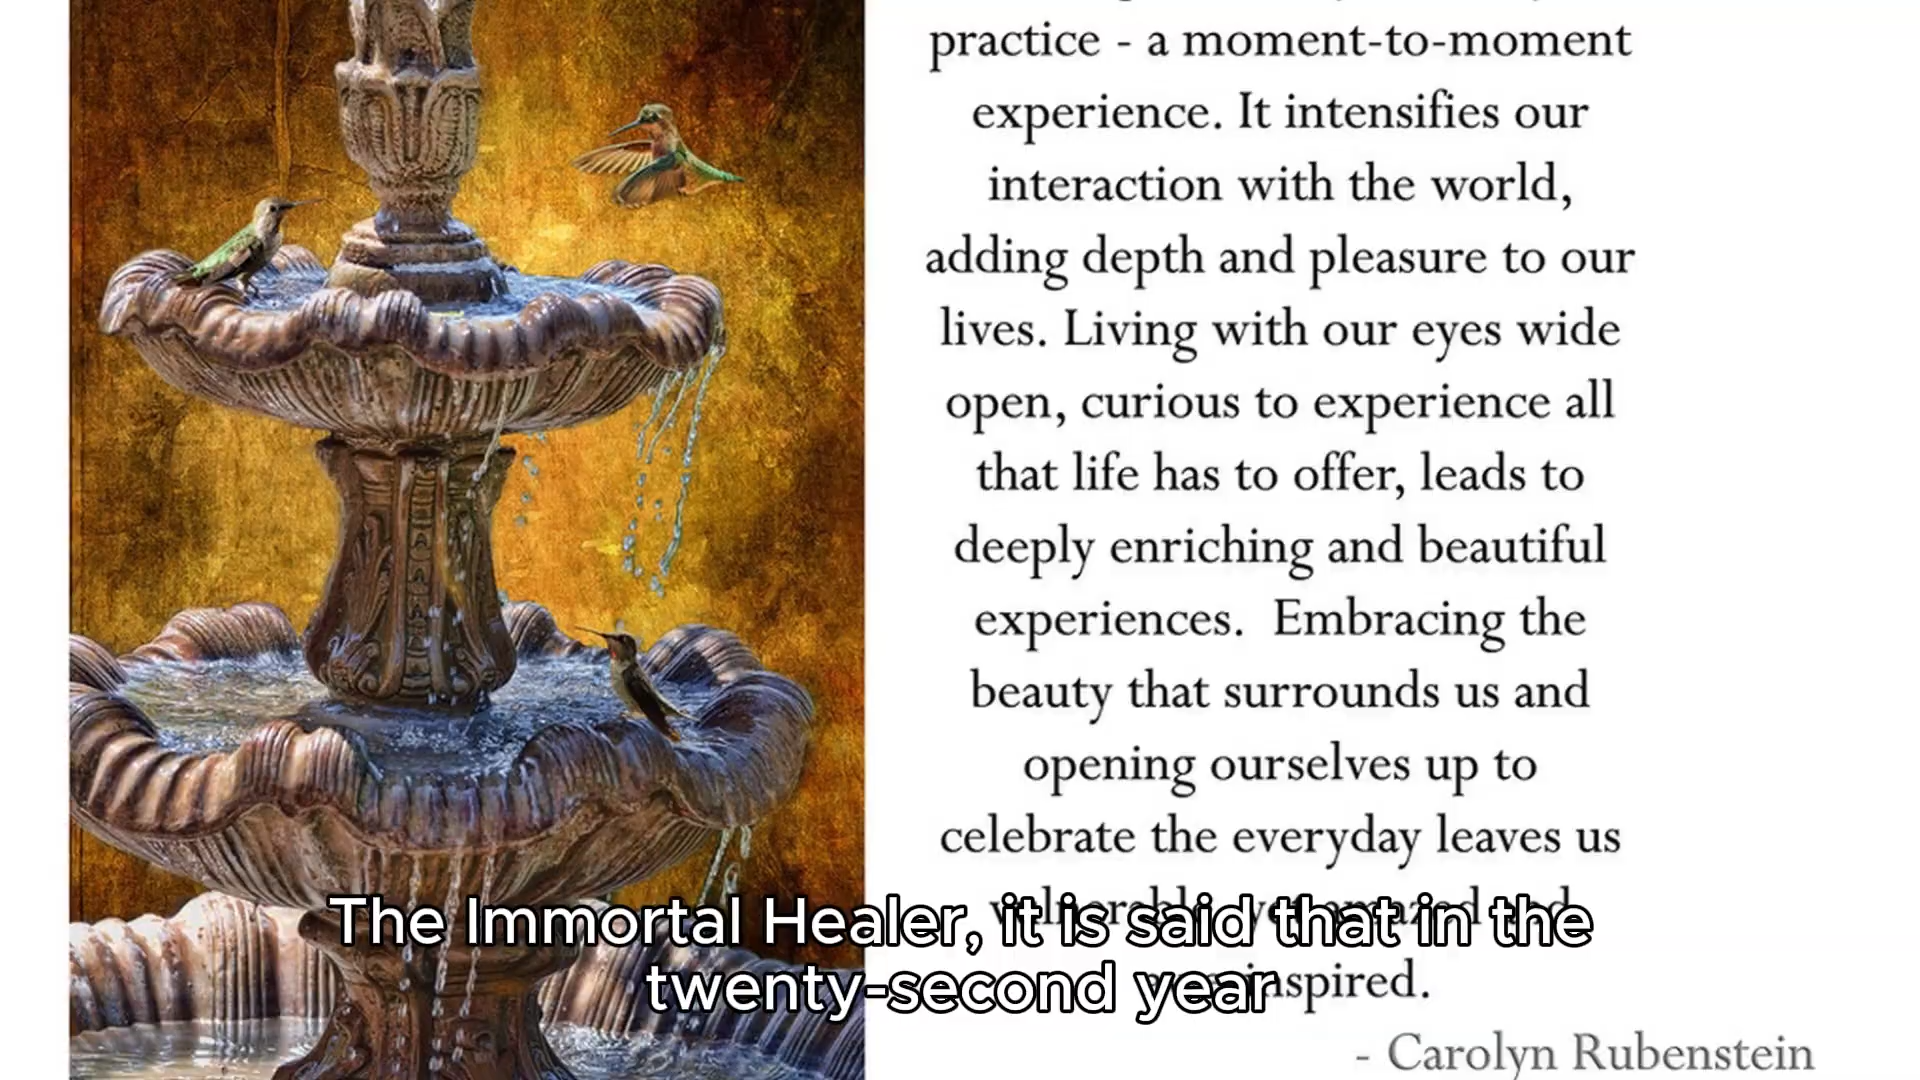 practice - a moment-to-moment
experience. It intensifies our
interaction with the world,
adding depth and pleasure to our
lives. Living with our eyes wide
open, curious to experience all
that life has to offer, leads to
deeply enriching and beautiful
experiences. Embracing the
beauty that surrounds us and
opening ourselves up to
celebrate the everyday leaves us
inspired.
- Carolyn Rubenstein
The Immortal Healer, it is said that in the
twenty-second year